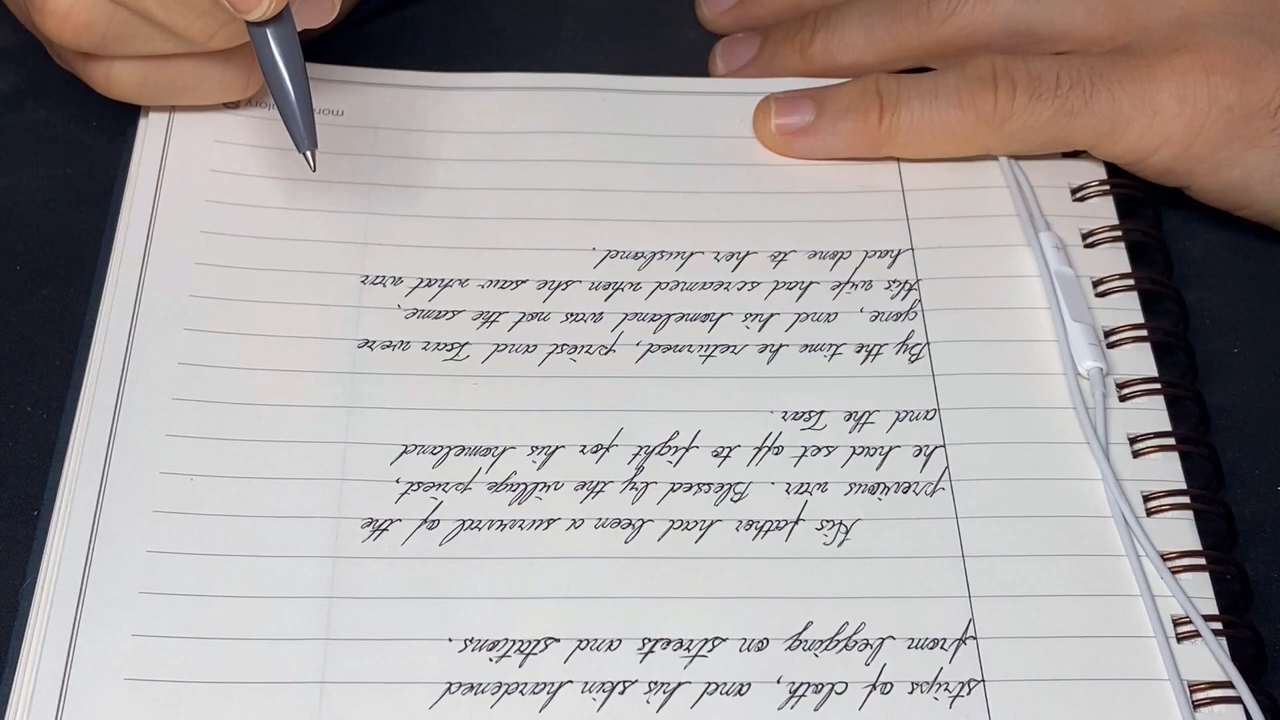 strips of cloth, and his skin hardened
from begging on streets and stations.
His father had been a of the
previous war. Blessed by the village priest,
he had set off to fight for his homeland
and the Tsar.
By the time he returned, priest and Tsar were
gone, and his homeland was not the same.
His wife had screamed when she saw what war
had done to her husband.